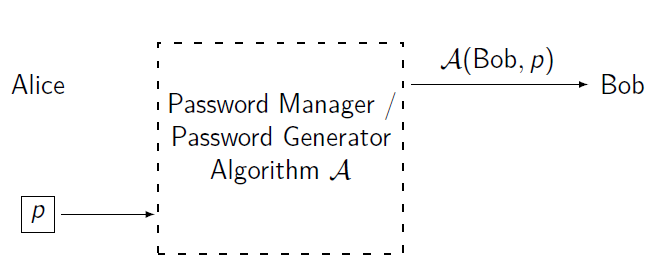 𝒜(Bob, p)
Alice
Bob
Password Manager /
Password Generator
Algorithm 𝒜
p